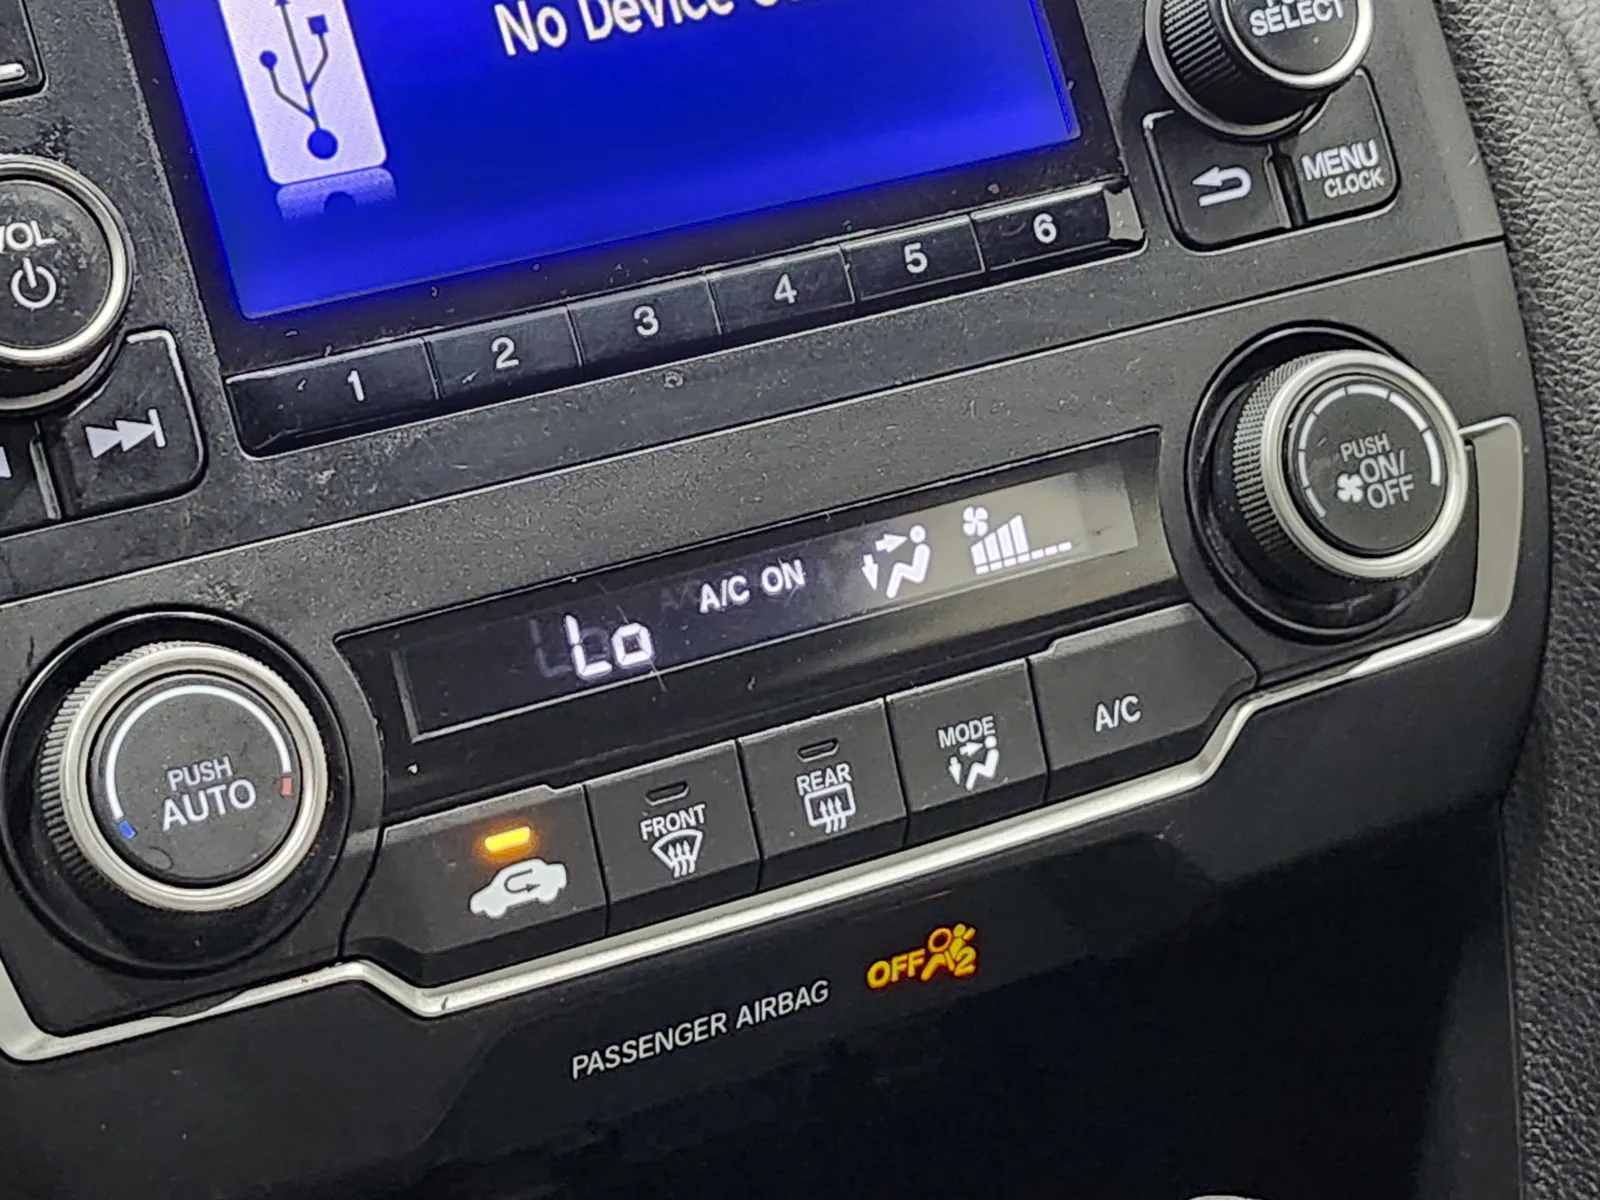 No Device
SELECT
MENU
CLOCK
VOL
1 2 3 4 5 6
PUSH
ON/
OFF
Lo A/C ON
PUSH
AUTO
FRONT
REAR
MODE
A/C
PASSENGER AIRBAG OFF 2